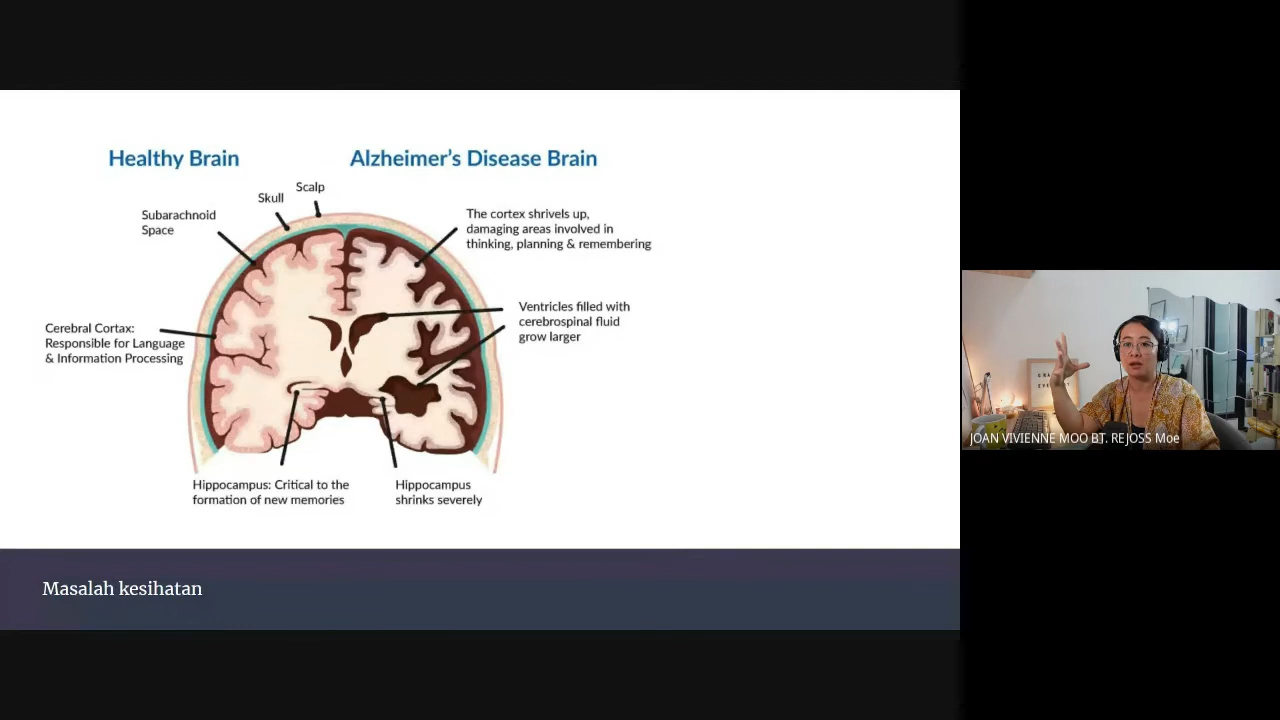 Healthy Brain
Alzheimer's Disease Brain
Scalp
Skull
Subarachnoid
Space
The cortex shrivels up,
damaging areas involved in
thinking, planning & remembering
Ventricles filled with
cerebrospinal fluid
grow larger
Cerebral Cortax:
Responsible for Language
& Information Processing
Hippocampus: Critical to the
formation of new memories
Hippocampus
shrinks severely
Masalah kesihatan
JOAN VIVIENNE MOO BT. REJOSS Moe